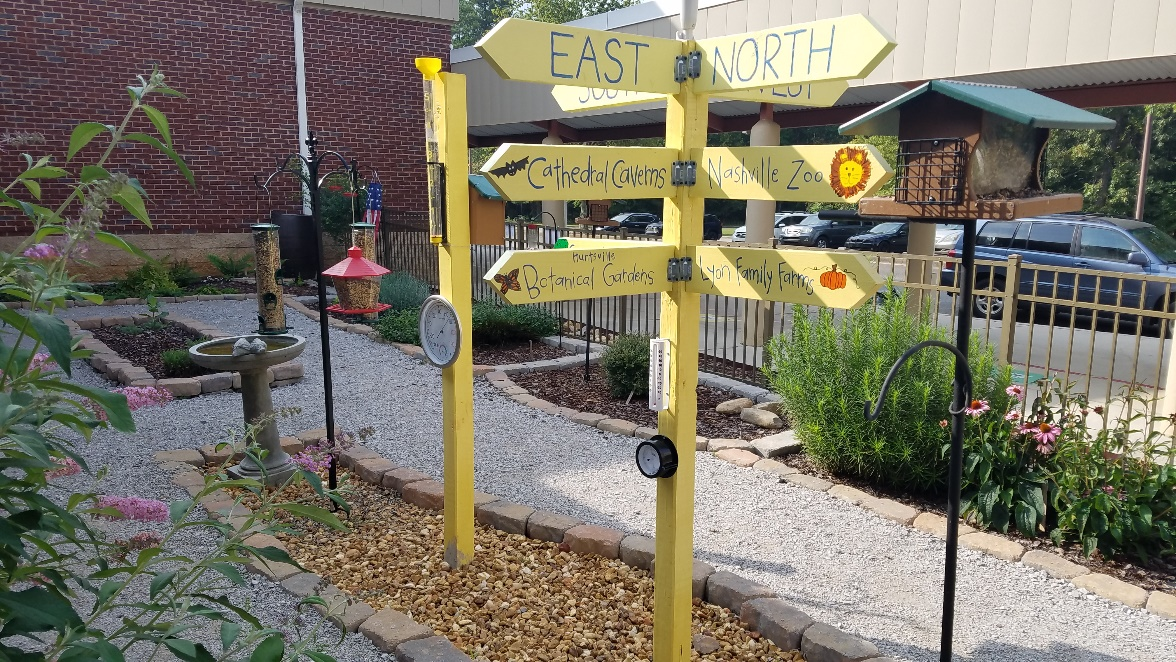 EAST
NORTH
Cathedral Caverns
Nashville Zoo
Huntsville
Botanical Gardens
Lyon Family Farms